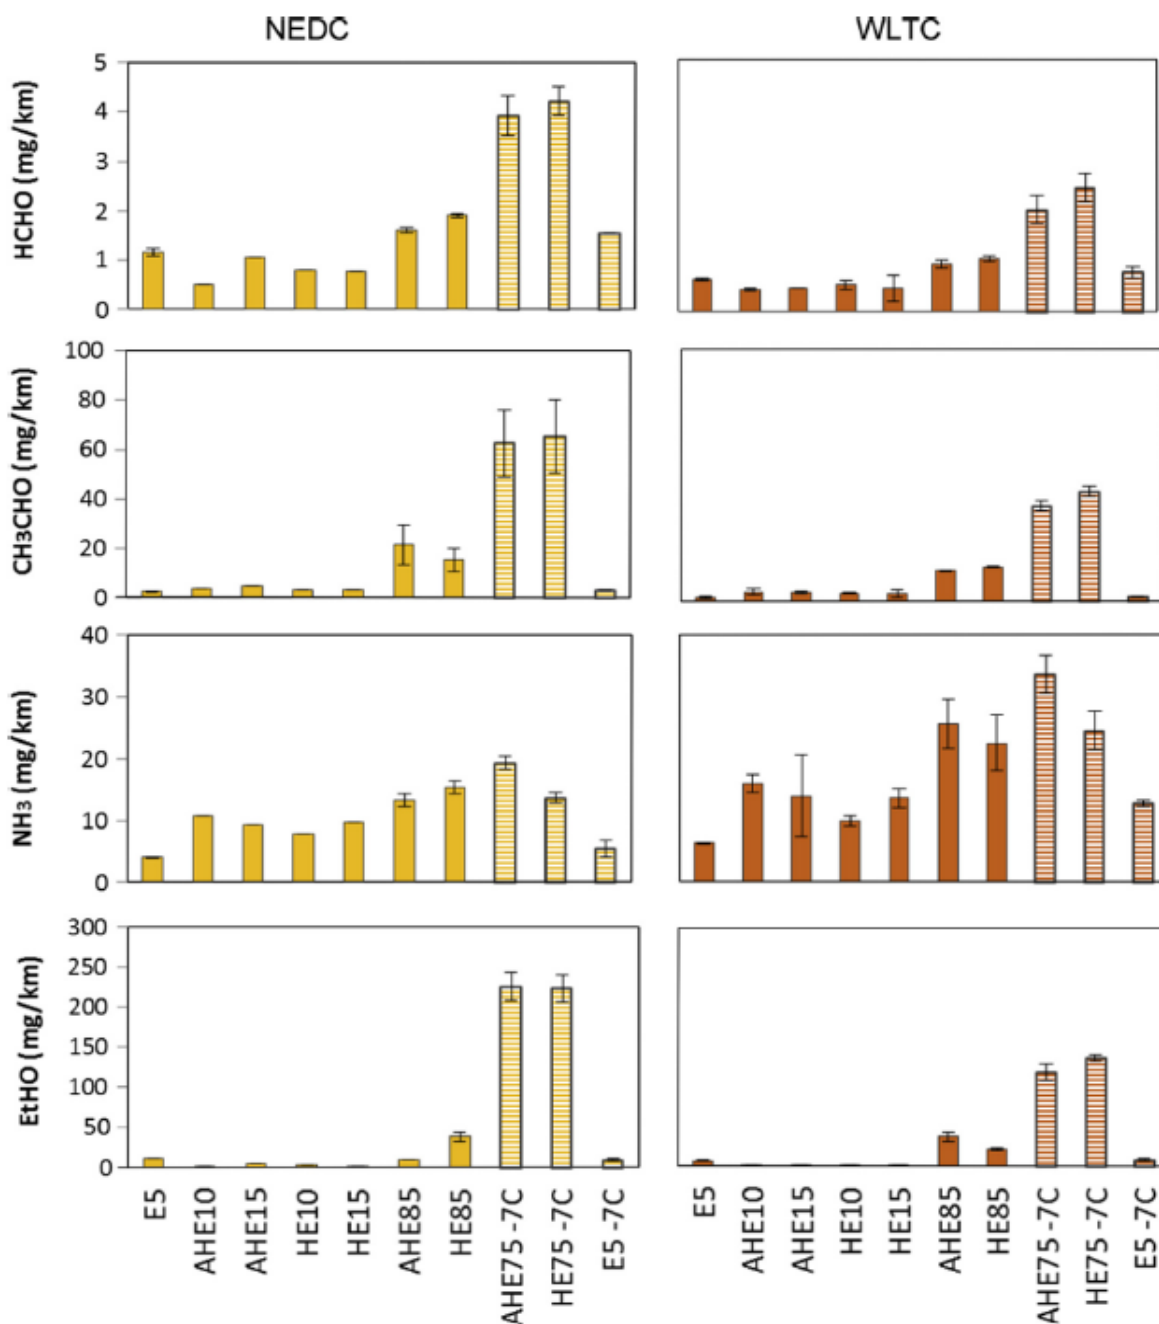 NEDC
WLTC
HCHO (mg/km)
5
4
3
2
1
0
CH3CHO (mg/km)
100
80
60
40
20
0
NH3 (mg/km)
40
30
20
10
0
EtHO (mg/km)
300
250
200
150
100
50
0
E5
AHE10
AHE15
HE10
HE15
AHE85
HE85
AHE75 -7C
HE75 -7C
E5 -7C
E5
AHE10
AHE15
HE10
HE15
AHE85
HE85
AHE75 -7C
HE75 -7C
E5 -7C